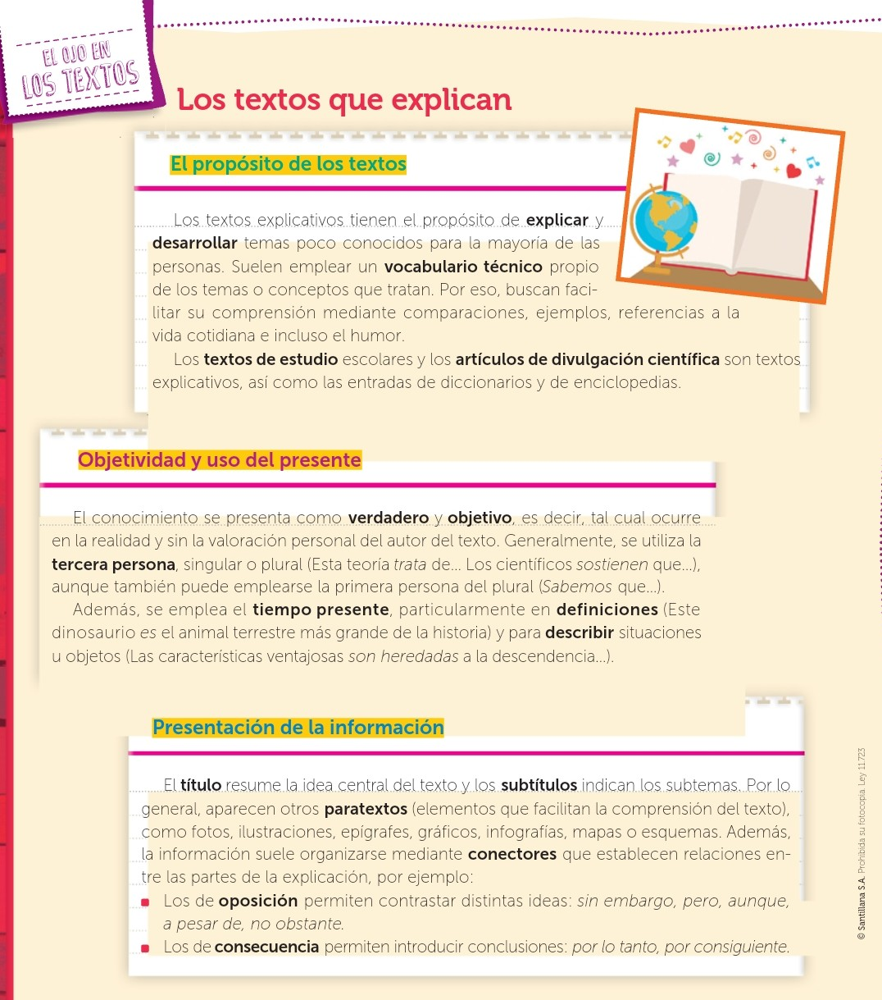 EL OJO EN
LOS TEXTOS
Los textos que explican
El propósito de los textos
Los textos explicativos tienen el propósito de explicar y
desarrollar temas poco conocidos para la mayoría de las
personas. Suelen emplear un vocabulario técnico propio
de los temas o conceptos que tratan. Por eso, buscan faci-
litar su comprensión mediante comparaciones, ejemplos, referencias a la
vida cotidiana e incluso el humor.
Los textos de estudio escolares y los artículos de divulgación científica son textos
explicativos, así como las entradas de diccionarios y de enciclopedias.
Objetividad y uso del presente
El conocimiento se presenta como verdadero y objetivo, es decir, tal cual ocurre
en la realidad y sin la valoración personal del autor del texto. Generalmente, se utiliza la
tercera persona, singular o plural (Esta teoría trata de... Los científicos sostienen que...),
aunque también puede emplearse la primera persona del plural (Sabemos que...).
Además, se emplea el tiempo presente, particularmente en definiciones (Este
dinosaurio es el animal terrestre más grande de la historia) y para describir situaciones
u objetos (Las características ventajosas son heredadas a la descendencia...).
Presentación de la información
El título resume la idea central del texto y los subtítulos indican los subtemas. Por lo
general, aparecen otros paratextos (elementos que facilitan la comprensión del texto),
como fotos, ilustraciones, epígrafes, gráficos, infografías, mapas o esquemas. Además,
la información suele organizarse mediante conectores que establecen relaciones en-
tre las partes de la explicación, por ejemplo:
Los de oposición permiten contrastar distintas ideas: sin embargo, pero, aunque,
a pesar de, no obstante.
Los de consecuencia permiten introducir conclusiones: por lo tanto, por consiguiente.
© Santillana S.A. Prohibida su fotocopia. Ley 11.723